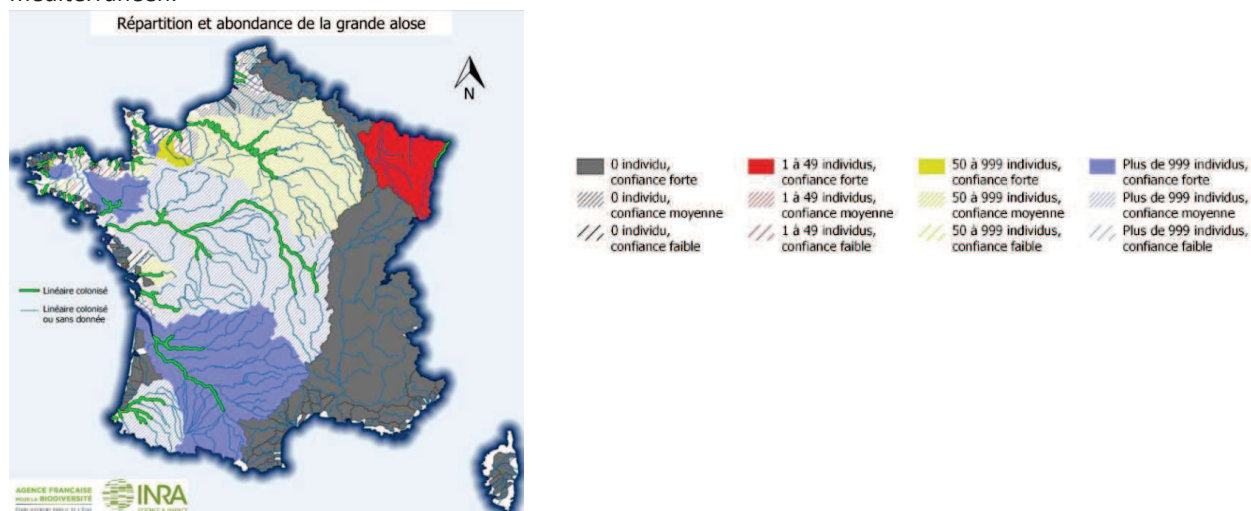 méditerranéen.
Répartition et abondance de la grande alose
N
Linéaire colonisé
Linéaire colonisé
ou sans donnée
AGENCE FRANÇAISE
POUR LA BIODIVERSITÉ
INRA
SCIENCE & IMPACT
0 individu,
confiance forte
0 individu,
confiance moyenne
0 individu,
confiance faible
1 à 49 individus,
confiance forte
1 à 49 individus,
confiance moyenne
1 à 49 individus,
confiance faible
50 à 999 individus,
confiance forte
50 à 999 individus,
confiance moyenne
50 à 999 individus,
confiance faible
Plus de 999 individus,
confiance forte
Plus de 999 individus,
confiance moyenne
Plus de 999 individus,
confiance faible